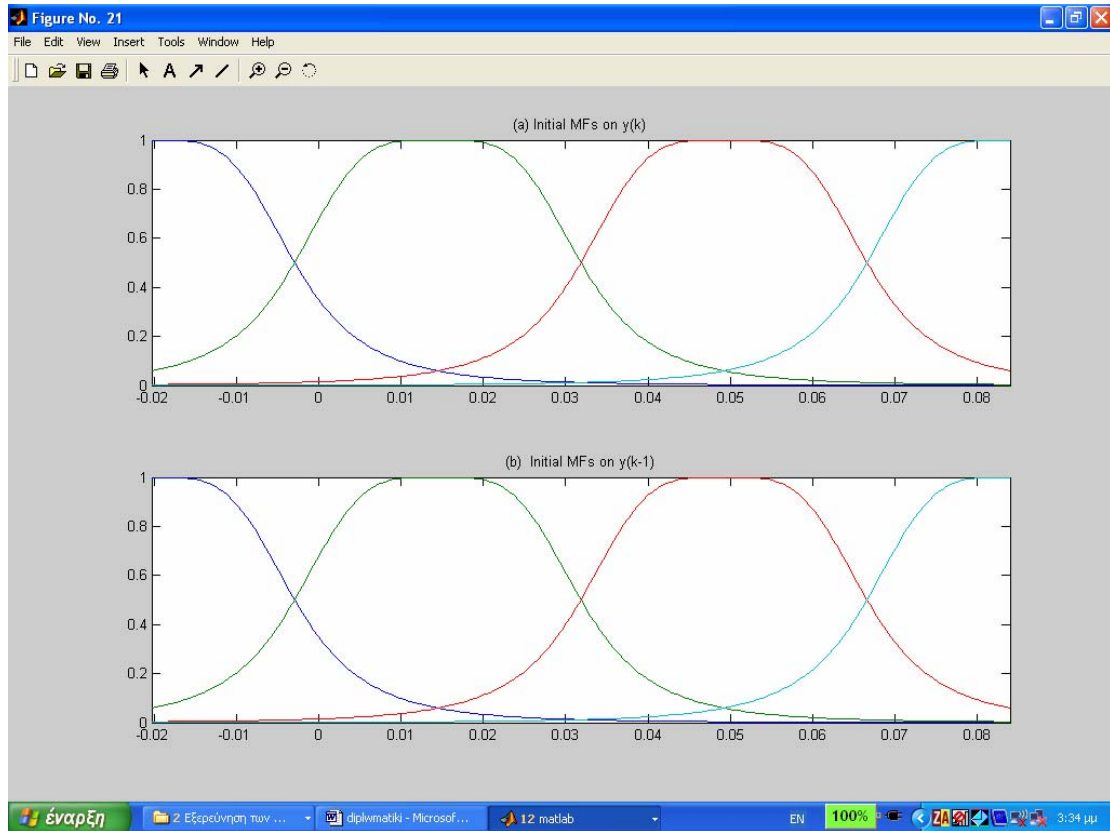 Figure No. 21
File Edit View Insert Tools Window Help
A
(a) Initial MFs on y(k)
1
0.8
0.6
0.4
0.2
0
-0.02 -0.01 0 0.01 0.02 0.03 0.04 0.05 0.06 0.07 0.08
(b) Initial MFs on y(k-1)
1
0.8
0.6
0.4
0.2
0
-0.02 -0.01 0 0.01 0.02 0.03 0.04 0.05 0.06 0.07 0.08
έναρξη 2 Εξερεύνηση των ... diplwmatiki - Microsof... 12 matlab EN 100% ZA 3:34 μμ